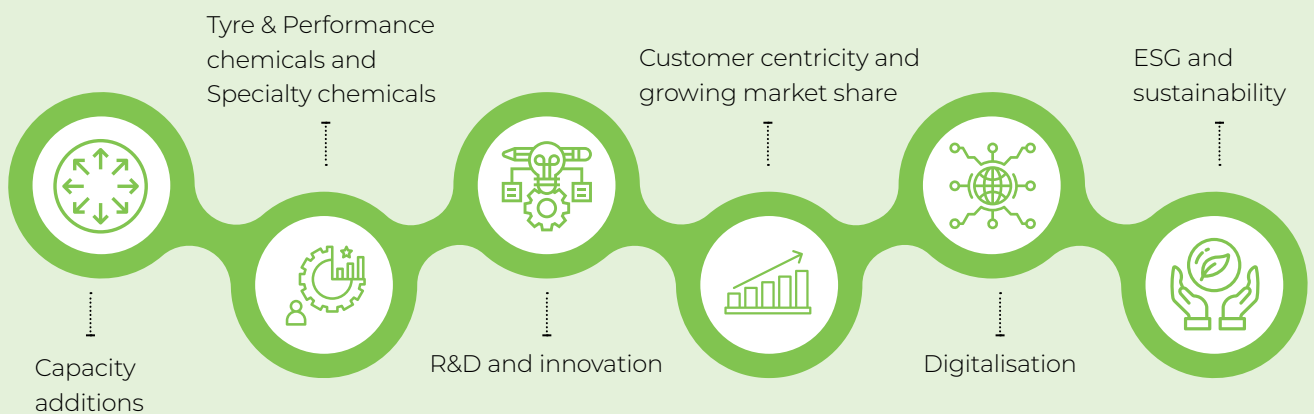 Capacity
additions
Tyre & Performance
chemicals and
Specialty chemicals
R&D and innovation
Customer centricity and
growing market share
Digitalisation
ESG and
sustainability